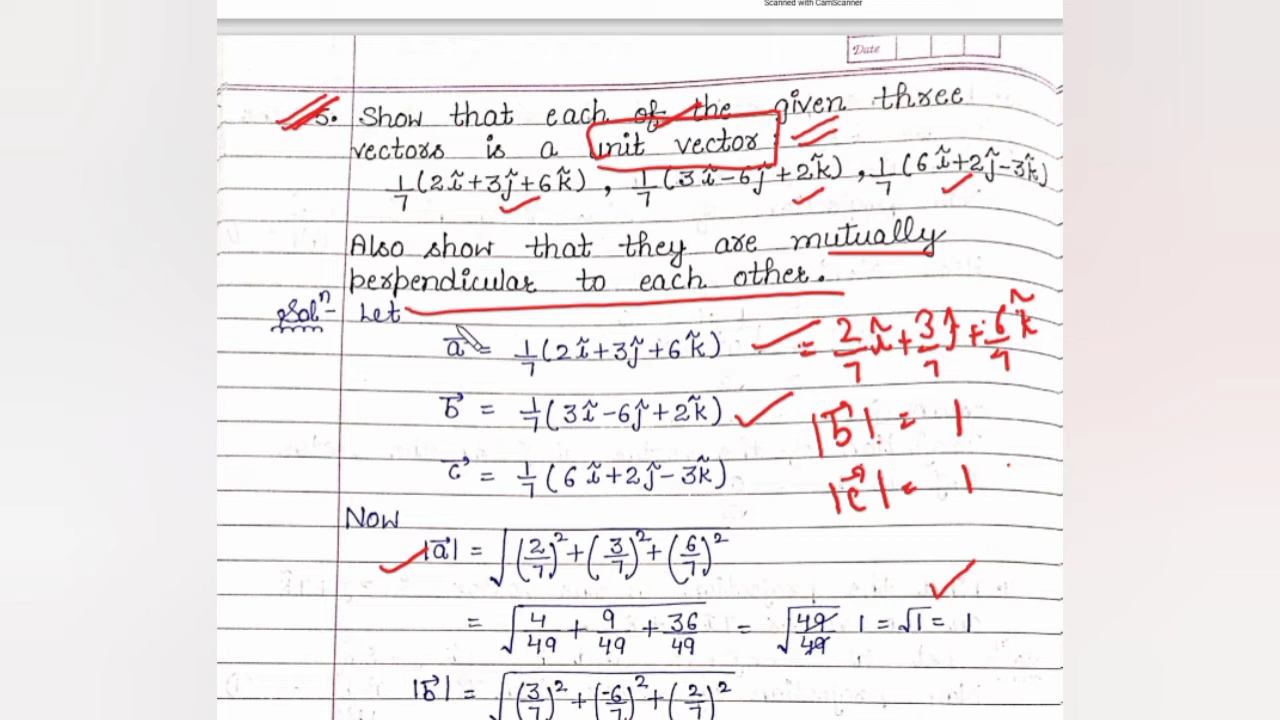 Scanned with CamScanner
Date
5. Show that each of the given three
vectors is a unit vector
1/7 (2î+3ĵ+6k̂), 1/7 (3î-6ĵ+2k̂), 1/7 (6î+2ĵ-3k̂)
Also show that they are mutually
perpendicular to each other.
Solⁿ- Let
a⃗ = 1/7 (2î+3ĵ+6k̂) = 2/7 î + 3/7 ĵ + 6/7 k̂
b⃗ = 1/7 (3î-6ĵ+2k̂) |b⃗| = 1
c⃗ = 1/7 (6î+2ĵ-3k̂) |c⃗| = 1
Now
|a⃗| = √((2/7)²+(3/7)²+(6/7)²)
= √(4/49 + 9/49 + 36/49) = √(49/49) 1 = √1 = 1
|b⃗| = √((3/7)²+(-6/7)²+(2/7)²)